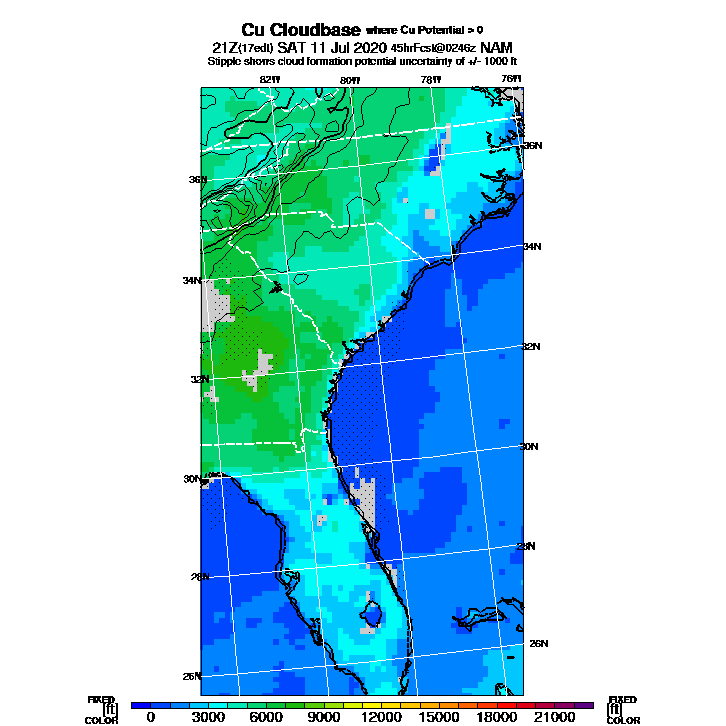 Cu Cloudbase where Cu Potential > 0
21Z(17edt) SAT 11 Jul 2020 45hrFcst@0246z NAM
Stipple shows cloud formation potential uncertainty of +/- 1000 ft
82W 80W 78W 76W
36N
36N
34N
34N
32N
32N
30N
30N
28N
28N
26N
26N
FIXED [ft] COLOR
0 3000 6000 9000 12000 15000 18000 21000
FIXED [ft] COLOR